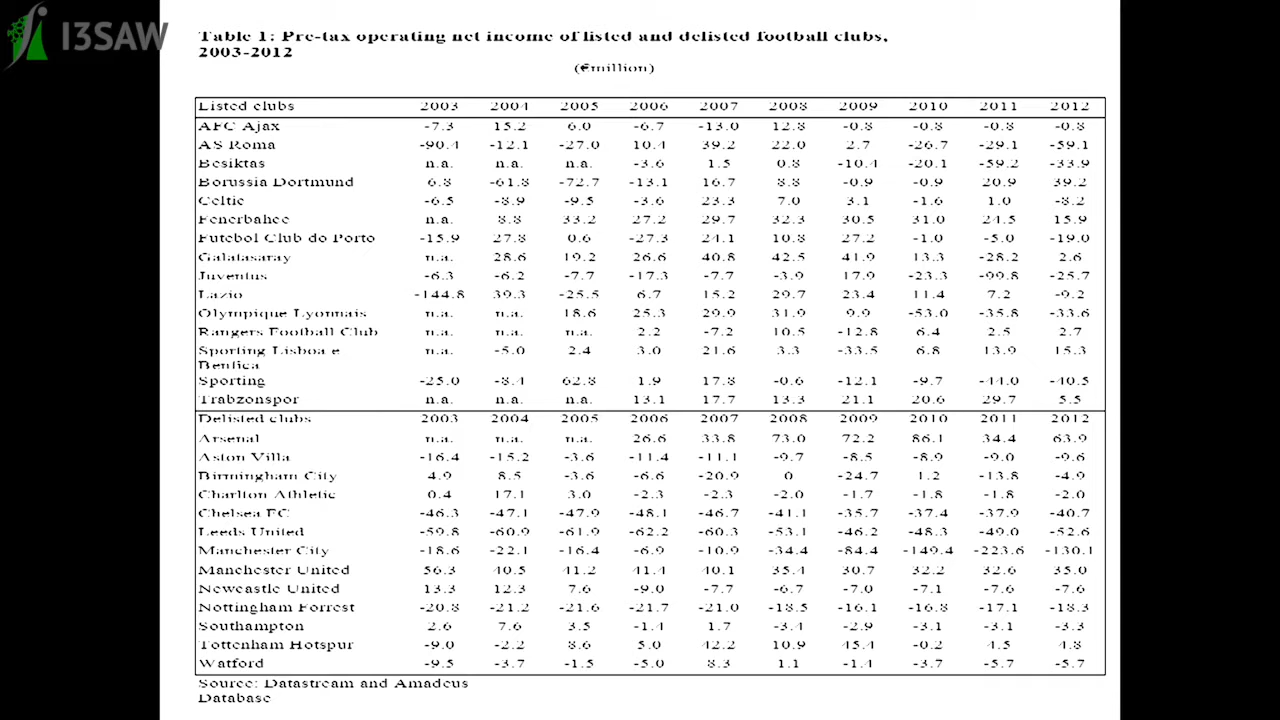 I3SAW
Table 1: Pre-tax operating net income of listed and delisted football clubs,
2003-2012
(€million)
Listed clubs 2003 2004 2005 2006 2007 2008 2009 2010 2011 2012
AFC Ajax -7.3 15.2 6.0 -6.7 -13.0 12.8 -0.8 -0.8 -0.8 -0.8
AS Roma -90.4 -12.1 -27.0 10.4 39.2 22.0 2.7 -26.7 -29.1 -59.1
Besiktas n.a. n.a. n.a. -3.6 1.5 0.8 -10.4 -20.1 -59.2 -33.9
Borussia Dortmund 6.8 -61.8 -72.7 -13.1 16.7 8.8 -0.9 -0.9 20.9 39.2
Celtic -6.5 -8.9 -9.5 -3.6 23.3 7.0 3.1 -1.6 1.0 -8.2
Fenerbahce n.a. 8.8 33.2 27.2 29.7 32.3 30.5 31.0 24.5 15.9
Futebol Club do Porto -15.9 27.8 0.6 -27.3 24.1 10.8 27.2 -1.0 -5.0 -19.0
Galatasaray n.a. 28.6 19.2 26.6 40.8 42.5 41.9 13.3 -28.2 2.6
Juventus -6.3 -6.2 -7.7 -17.3 -7.7 -3.9 17.9 -23.3 -99.8 -25.7
Lazio -144.8 39.3 -25.5 6.7 15.2 29.7 23.4 11.4 7.2 -9.2
Olympique Lyonnais n.a. n.a. 18.6 25.3 29.9 31.9 9.9 -53.0 -35.8 -33.6
Rangers Football Club n.a. n.a. n.a. 2.2 -7.2 10.5 -12.8 6.4 2.5 2.7
Sporting Lisboa e n.a. -5.0 2.4 3.0 21.6 3.3 -33.5 6.8 13.9 15.3
Benfica
Sporting -25.0 -8.4 62.8 1.9 17.8 -0.6 -12.1 -9.7 -44.0 -40.5
Trabzonspor n.a. n.a. n.a. 13.1 17.7 13.3 21.1 20.6 29.7 5.5
Delisted clubs 2003 2004 2005 2006 2007 2008 2009 2010 2011 2012
Arsenal n.a. n.a. n.a. 26.6 33.8 73.0 72.2 86.1 34.4 63.9
Aston Villa -16.4 -15.2 -3.6 -11.4 -11.1 -9.7 -8.5 -8.9 -9.0 -9.6
Birmingham City 4.9 8.5 -3.6 -6.6 -20.9 0 -24.7 1.2 -13.8 -4.9
Charlton Athletic 0.4 17.1 3.0 -2.3 -2.3 -2.0 -1.7 -1.8 -1.8 -2.0
Chelsea FC -46.3 -47.1 -47.9 -48.1 -46.7 -41.1 -35.7 -37.4 -37.9 -40.7
Leeds United -59.8 -60.9 -61.9 -62.2 -60.3 -53.1 -46.2 -48.3 -49.0 -52.6
Manchester City -18.6 -22.1 -16.4 -6.9 -10.9 -34.4 -84.4 -149.4 -223.6 -130.1
Manchester United 56.3 40.5 41.2 41.4 40.1 35.4 30.7 32.2 32.6 35.0
Newcastle United 13.3 12.3 7.6 -9.0 -7.7 -6.7 -7.0 -7.1 -7.6 -7.6
Nottingham Forrest -20.8 -21.2 -21.6 -21.7 -21.0 -18.5 -16.1 -16.8 -17.1 -18.3
Southampton 2.6 7.6 3.5 -1.4 1.7 -3.4 -2.9 -3.1 -3.1 -3.3
Tottenham Hotspur -9.0 -2.2 8.6 5.0 42.2 10.9 45.4 -0.2 4.5 4.8
Watford -9.5 -3.7 -1.5 -5.0 8.3 1.1 -1.4 -3.7 -5.7 -5.7
Source: Datastream and Amadeus
Database